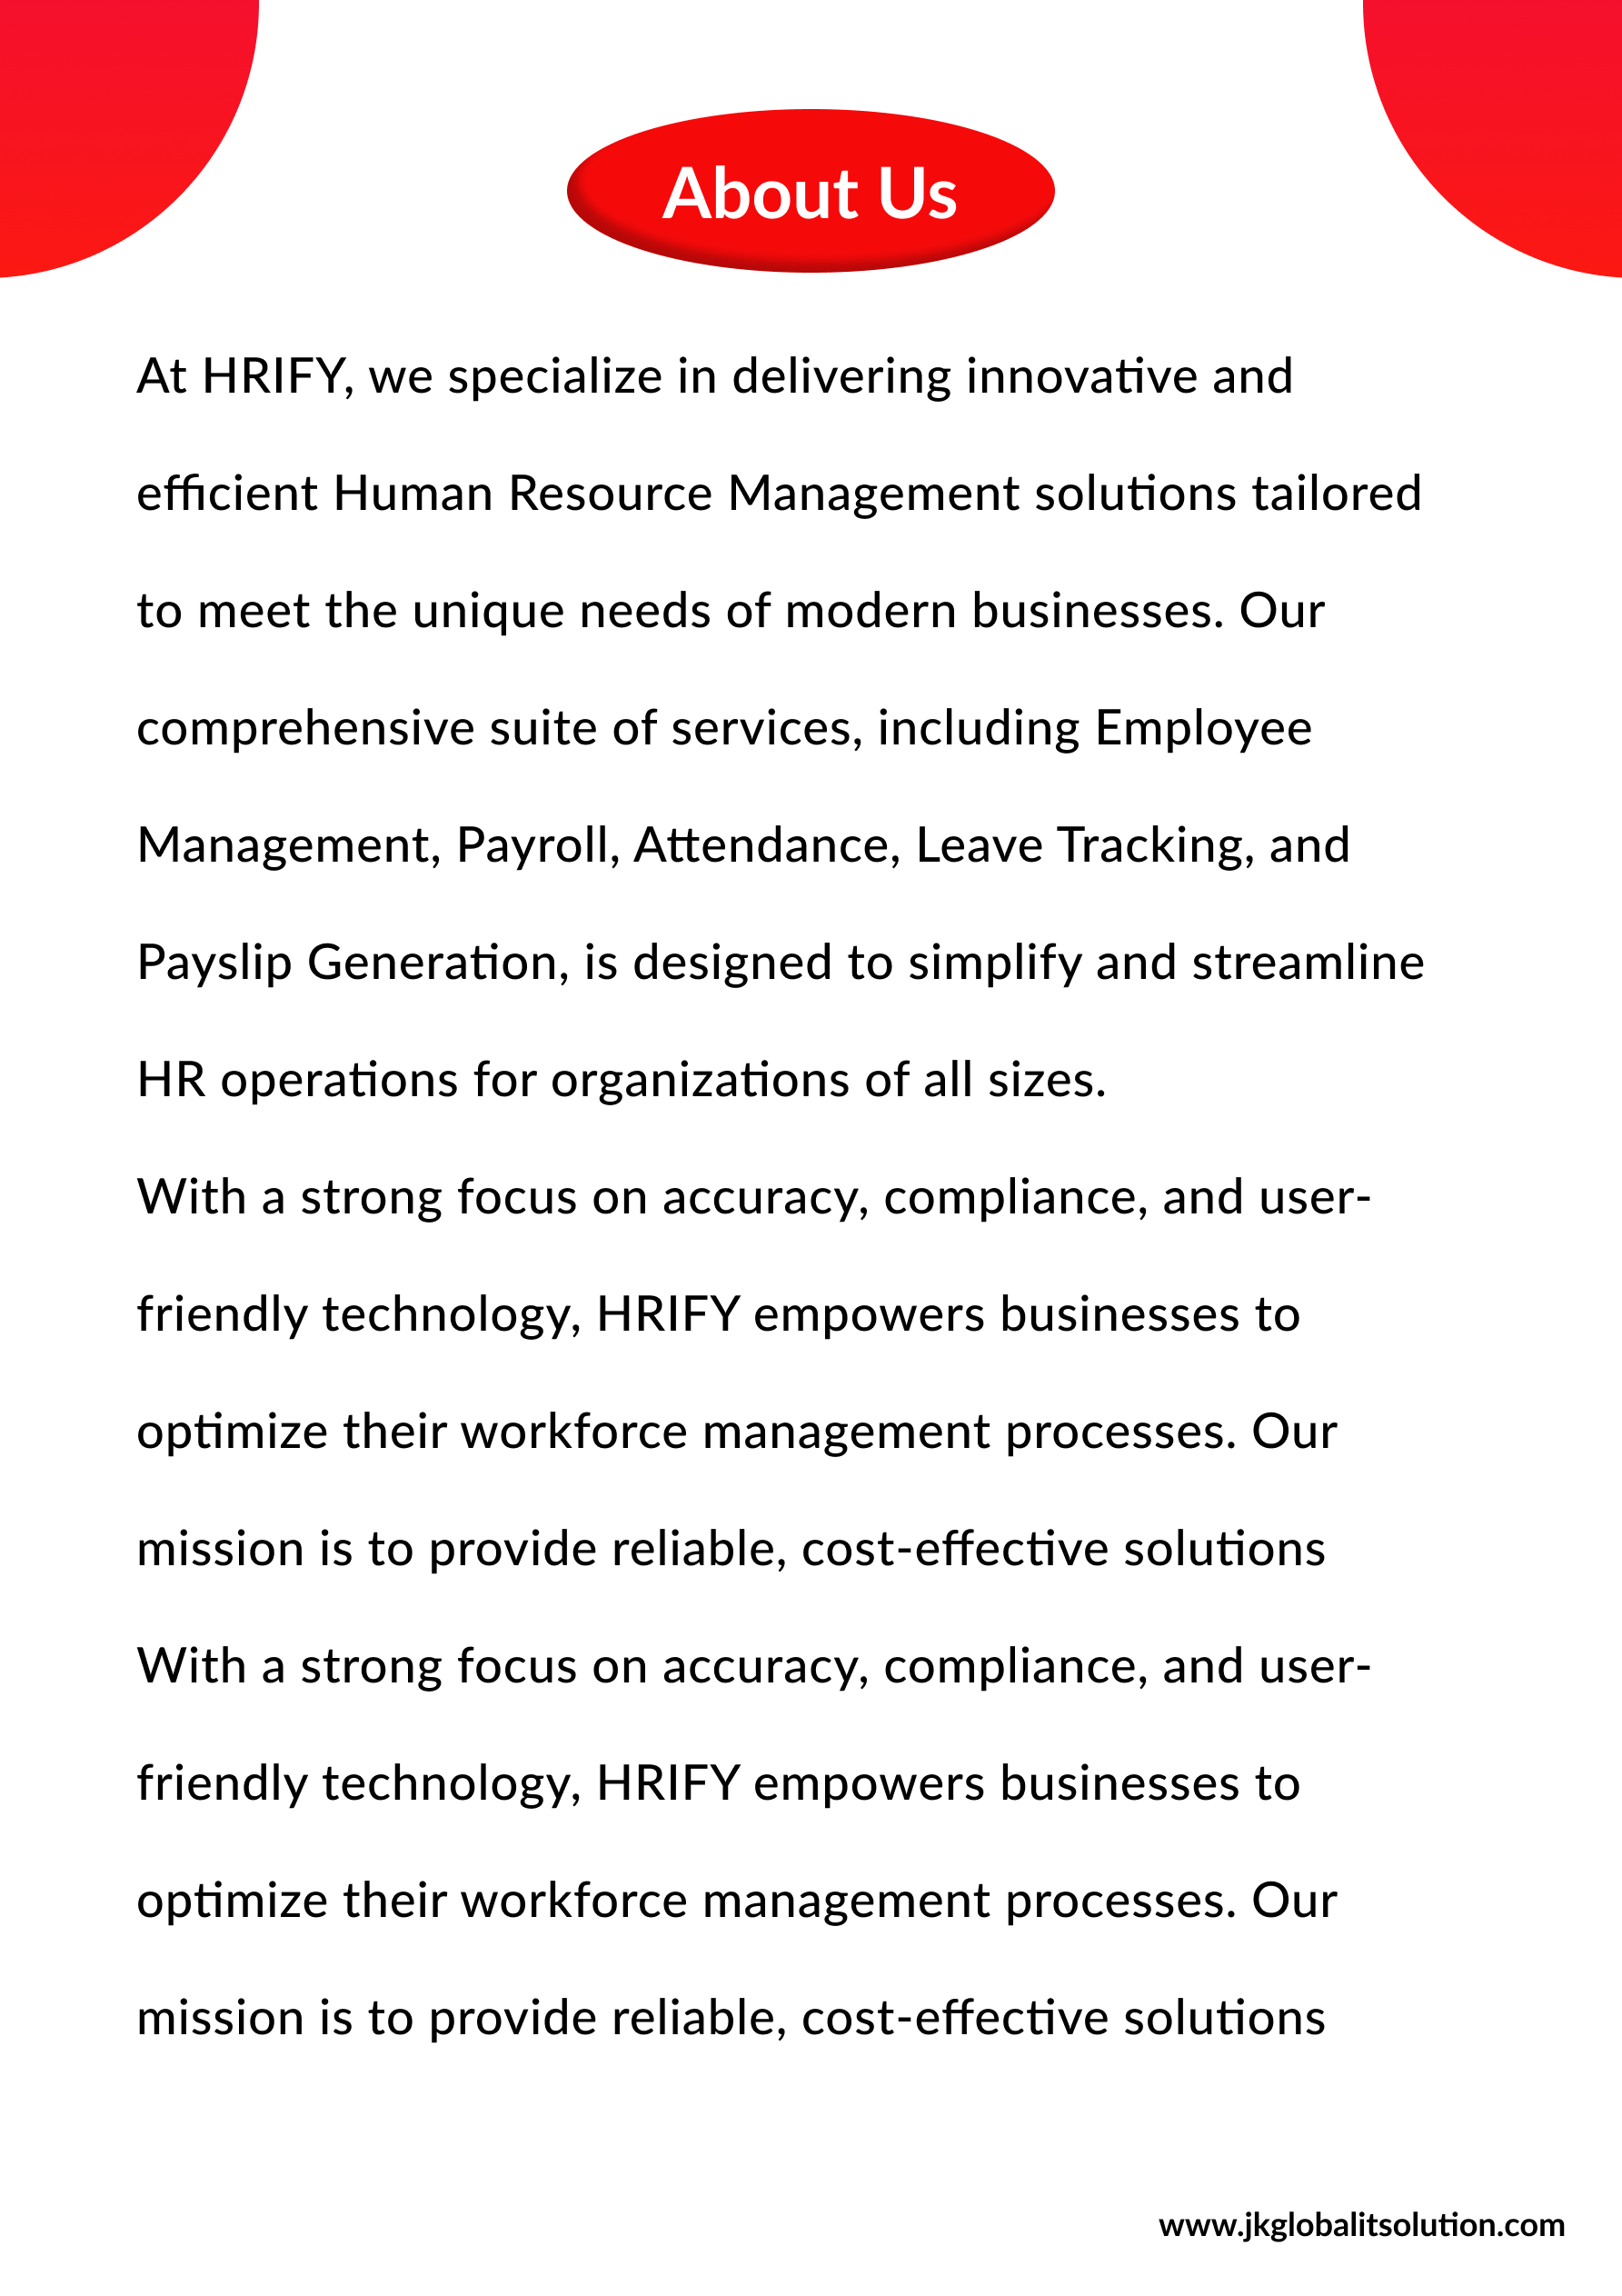 About Us
At HRIFY, we specialize in delivering innovative and
efficient Human Resource Management solutions tailored
to meet the unique needs of modern businesses. Our
comprehensive suite of services, including Employee
Management, Payroll, Attendance, Leave Tracking, and
Payslip Generation, is designed to simplify and streamline
HR operations for organizations of all sizes.
With a strong focus on accuracy, compliance, and user-
friendly technology, HRIFY empowers businesses to
optimize their workforce management processes. Our
mission is to provide reliable, cost-effective solutions
With a strong focus on accuracy, compliance, and user-
friendly technology, HRIFY empowers businesses to
optimize their workforce management processes. Our
mission is to provide reliable, cost-effective solutions
www.jkglobalitsolution.com